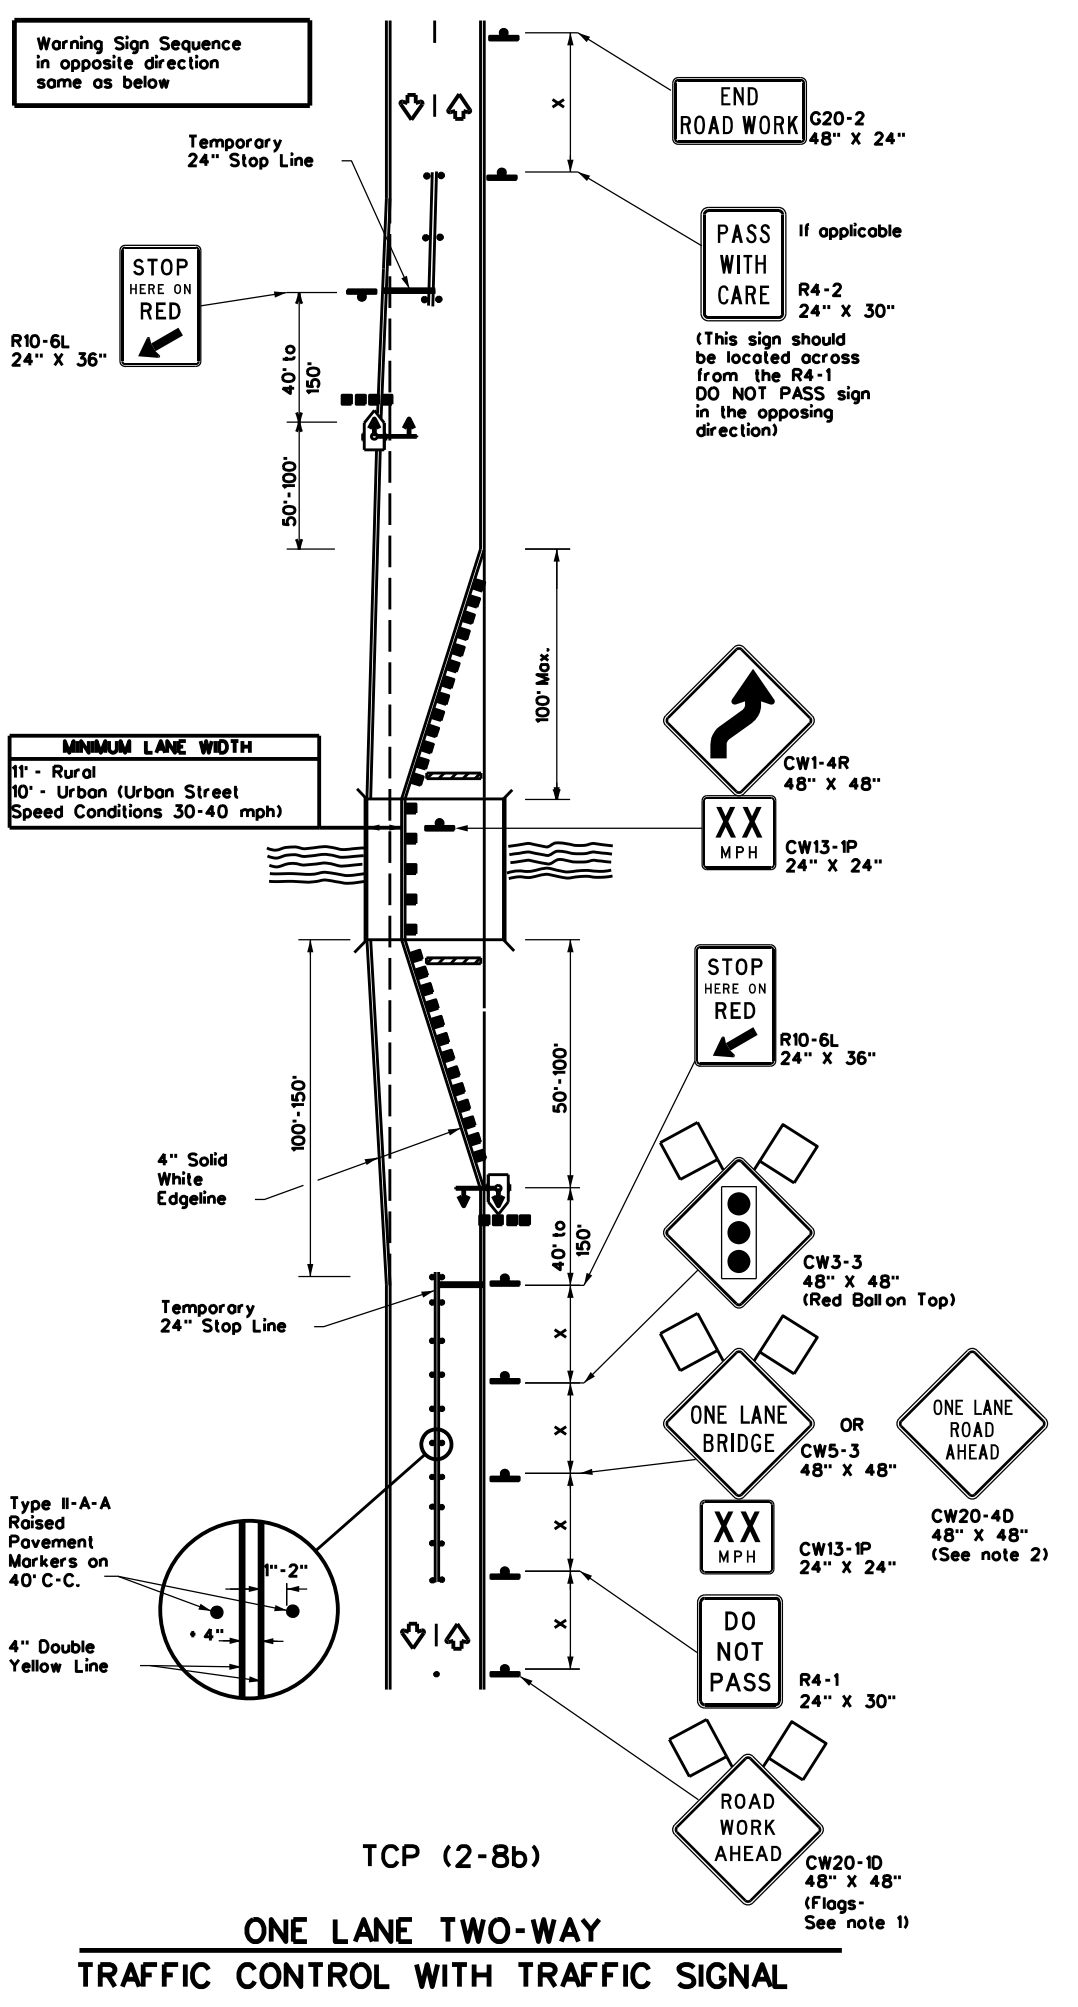 Warning Sign Sequence
in opposite direction
same as below
END
ROAD WORK
G20-2
48" X 24"
X
Temporary
24" Stop Line
PASS
WITH
CARE
If applicable
R4-2
24" X 30"
(This sign should
be located across
from the R4-1
DO NOT PASS sign
in the opposing
direction)
STOP
HERE ON
RED
R10-6L
24" X 36"
40' to
150'
50'-100'
100' Max.
CW1-4R
48" X 48"
XX
MPH
CW13-1P
24" X 24"
MINIMUM LANE WIDTH
11' - Rural
10' - Urban (Urban Street
Speed Conditions 30-40 mph)
STOP
HERE ON
RED
R10-6L
24" X 36"
50'-100'
100'-150'
4" Solid
White
Edgeline
40' to
150'
CW3-3
48" X 48"
(Red Ball on Top)
Temporary
24" Stop Line
X
ONE LANE
BRIDGE
OR
CW5-3
48" X 48"
ONE LANE
ROAD
AHEAD
CW20-4D
48" X 48"
(See note 2)
X
XX
MPH
CW13-1P
24" X 24"
X
Type II-A-A
Raised
Pavement
Markers on
40' C-C.
1"-2"
4"
4" Double
Yellow Line
X
DO
NOT
PASS
R4-1
24" X 30"
ROAD
WORK
AHEAD
CW20-1D
48" X 48"
(Flags-
See note 1)
TCP (2-8b)
ONE LANE TWO-WAY
TRAFFIC CONTROL WITH TRAFFIC SIGNAL